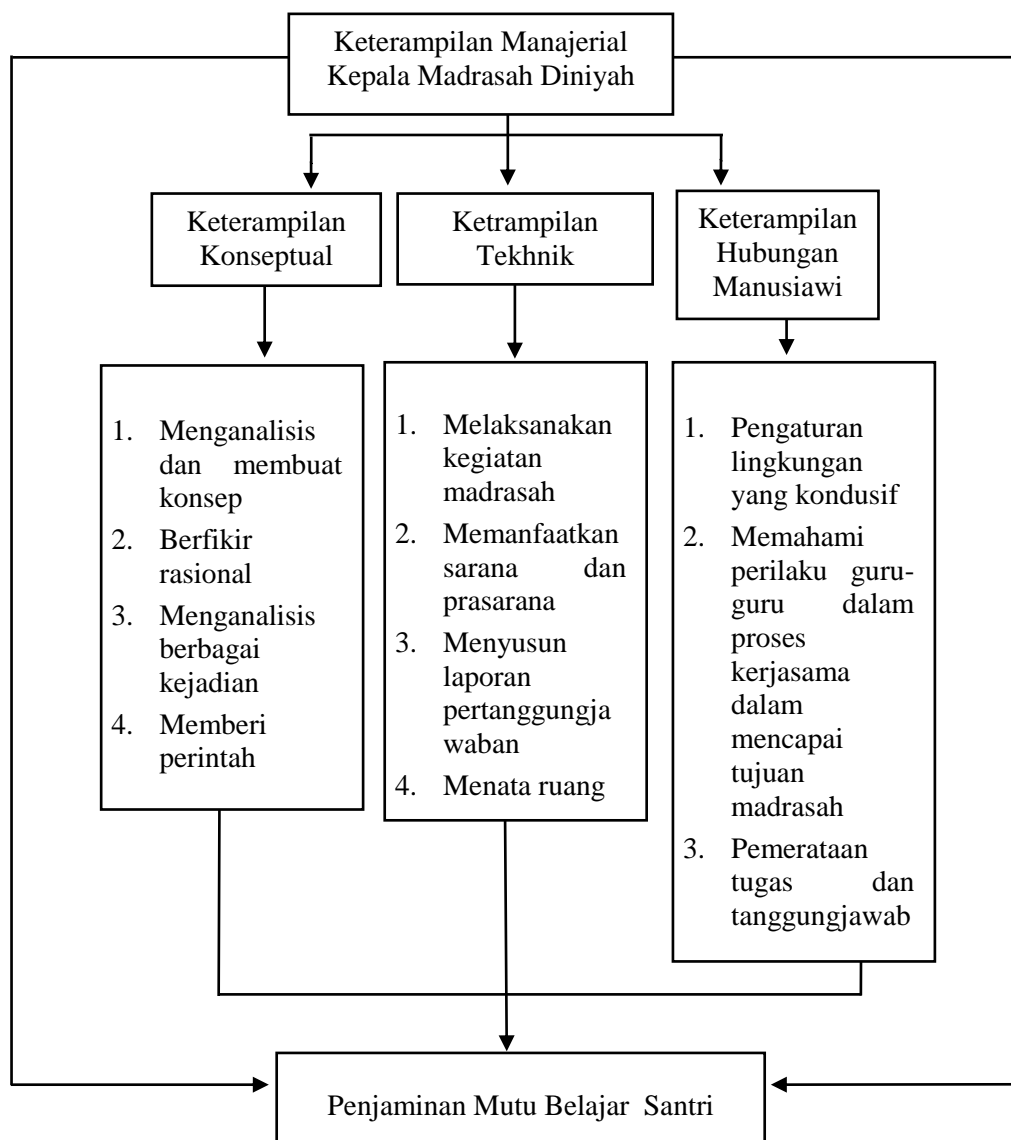 Keterampilan Manajerial
Kepala Madrasah Diniyah
Keterampilan
Konseptual
Ketrampilan
Tekhnik
Keterampilan
Hubungan
Manusiawi
1. Menganalisis
dan membuat
konsep
2. Berfikir
rasional
3. Menganalisis
berbagai
kejadian
4. Memberi
perintah
1. Melaksanakan
kegiatan
madrasah
2. Memanfaatkan
sarana dan
prasarana
3. Menyusun
laporan
pertanggungja
waban
4. Menata ruang
1. Pengaturan
lingkungan
yang kondusif
2. Memahami
perilaku guru-
guru dalam
proses
kerjasama
dalam
mencapai
tujuan
madrasah
3. Pemerataan
tugas dan
tanggungjawab
Penjaminan Mutu Belajar Santri